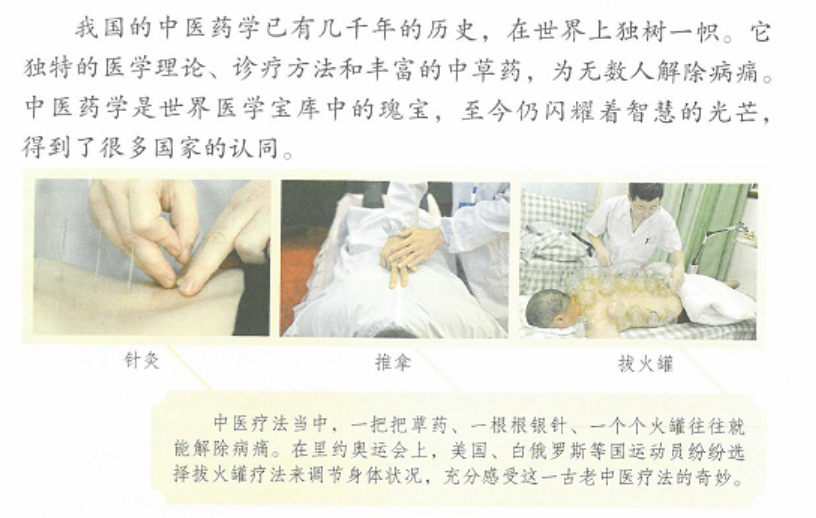 我国的中医药学已有几千年的历史，在世界上独树一帜。它
独特的医学理论、诊疗方法和丰富的中草药，为无数人解除病痛。
中医药学是世界医学宝库中的瑰宝，至今仍闪耀着智慧的光芒，
得到了很多国家的认同。
针灸
推拿
拔火罐
中医疗法当中，一把把草药、一根根银针、一个个火罐往往就
能解除病痛。在里约奥运会上，美国、白俄罗斯等国运动员纷纷选
择拔火罐疗法来调节身体状况，充分感受这一古老中医疗法的奇妙。